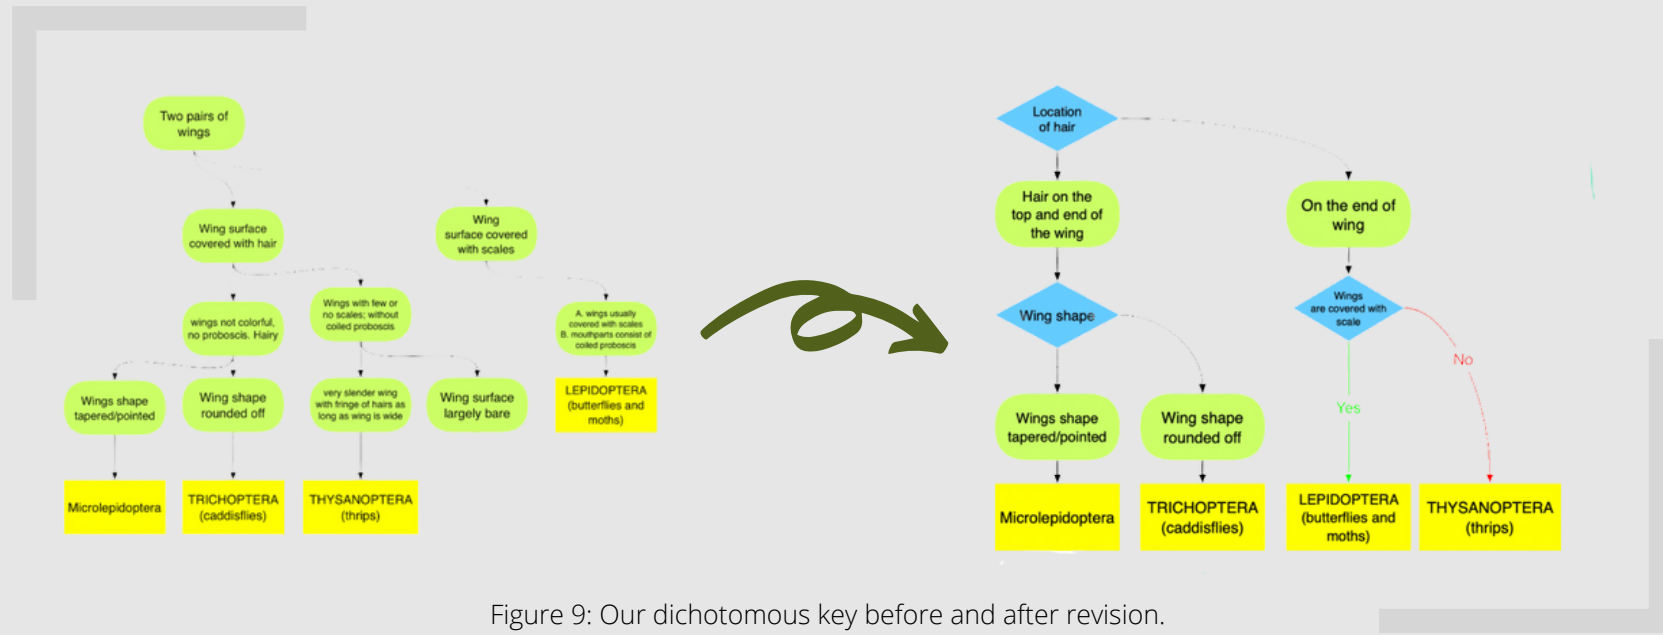 Two pairs of
wings
Wing surface
covered with hair
Wing
surface covered
with scales
wings not colorful,
no proboscis. Hairy
Wings with few or
no scales; without
coiled proboscis
A. wings usually
covered with scales
B. mouthparts consist of
coiled proboscis
Wings shape
tapered/pointed
Wing shape
rounded off
very slender wing
with fringe of hairs as
long as wing is wide
Wing surface
largely bare
LEPIDOPTERA
(butterflies and
moths)
Microlepidoptera
TRICHOPTERA
(caddisflies)
THYSANOPTERA
(thrips)
Location
of hair
Hair on the
top and end of
the wing
On the end of
wing
Wing shape
Wings
are covered with
scale
No
Yes
Wings shape
tapered/pointed
Wing shape
rounded off
Microlepidoptera
TRICHOPTERA
(caddisflies)
LEPIDOPTERA
(butterflies and
moths)
THYSANOPTERA
(thrips)
Figure 9: Our dichotomous key before and after revision.